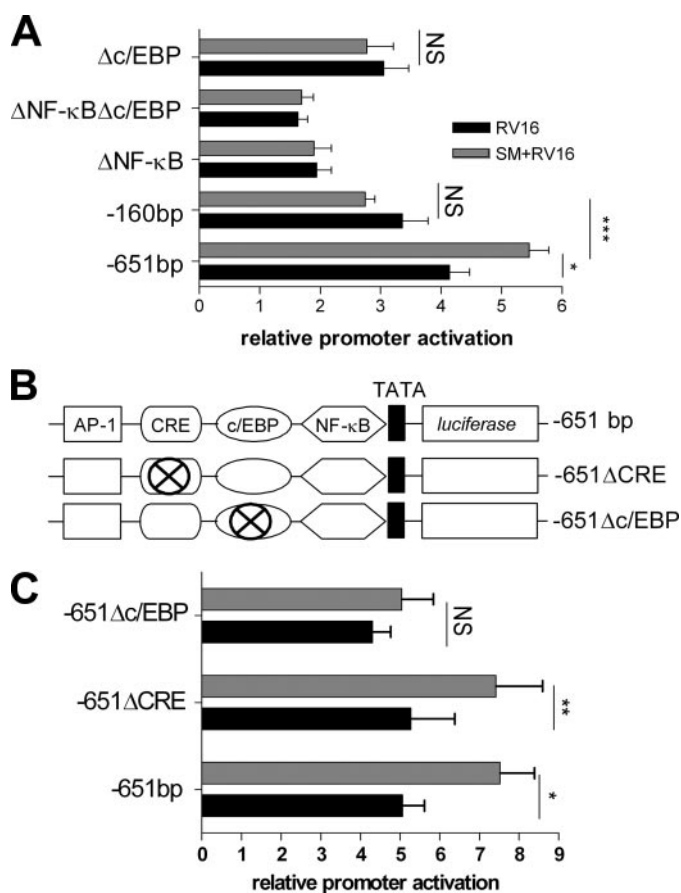 A
Δc/EBP
NS
ΔNF-κBΔc/EBP
RV16
SM+RV16
ΔNF-κB
-160bp
NS
***
-651bp
*
0 1 2 3 4 5 6
relative promoter activation
B
TATA
AP-1 CRE c/EBP NF-κB luciferase -651 bp
-651ΔCRE
-651Δc/EBP
C
-651Δc/EBP
NS
-651ΔCRE
**
-651bp
*
0 1 2 3 4 5 6 7 8 9
relative promoter activation